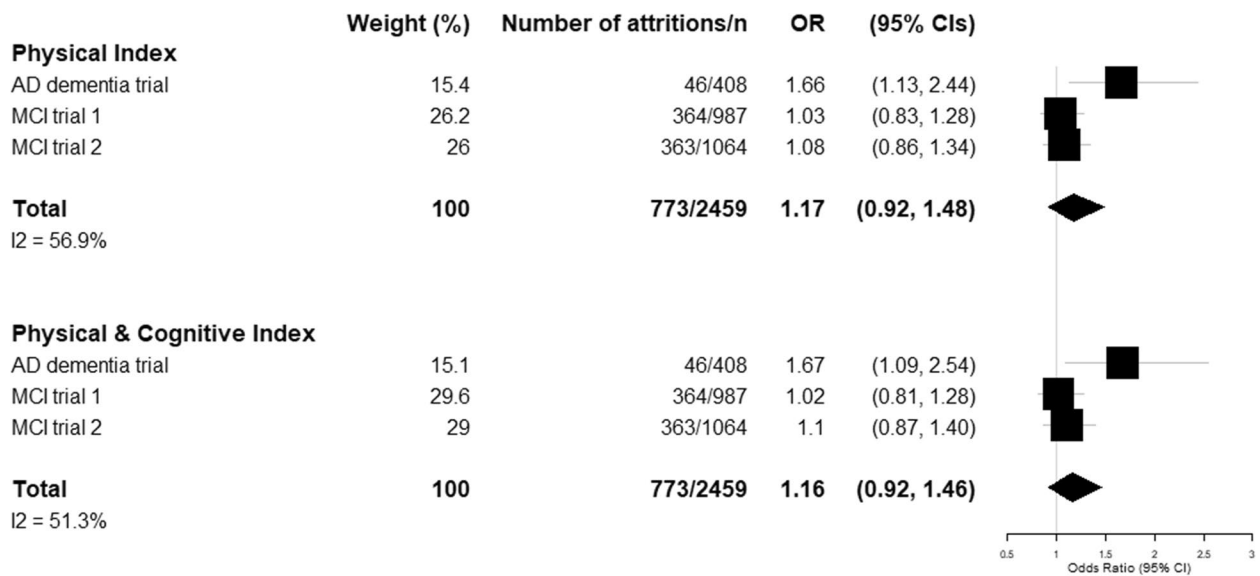 Weight (%) Number of attritions/n OR (95% CIs)
Physical Index
AD dementia trial 15.4 46/408 1.66 (1.13, 2.44)
MCI trial 1 26.2 364/987 1.03 (0.83, 1.28)
MCI trial 2 26 363/1064 1.08 (0.86, 1.34)
Total 100 773/2459 1.17 (0.92, 1.48)
I2 = 56.9%
Physical & Cognitive Index
AD dementia trial 15.1 46/408 1.67 (1.09, 2.54)
MCI trial 1 29.6 364/987 1.02 (0.81, 1.28)
MCI trial 2 29 363/1064 1.1 (0.87, 1.40)
Total 100 773/2459 1.16 (0.92, 1.46)
I2 = 51.3%
0.5 1 1.5 2 2.5 3
Odds Ratio (95% CI)